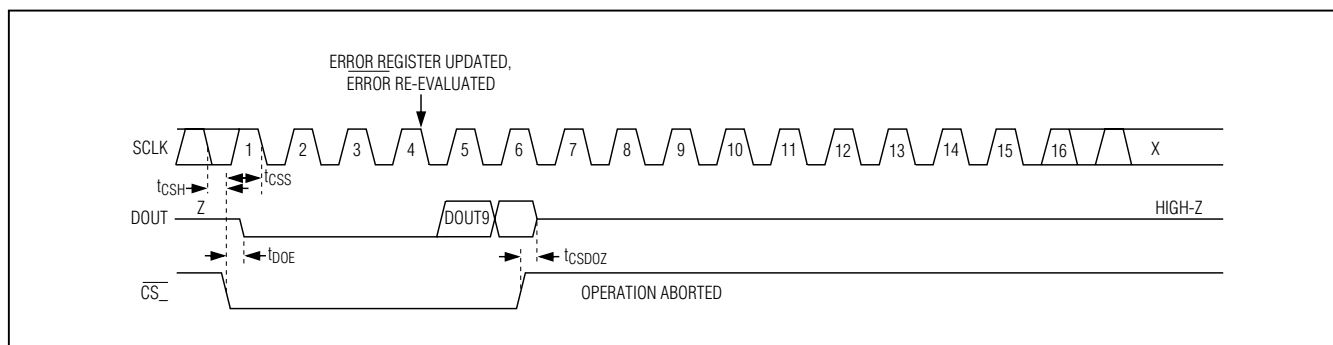 ERROR REGISTER UPDATED,
ERROR RE-EVALUATED
SCLK 1 2 3 4 5 6 7 8 9 10 11 12 13 14 15 16 X
tCSH tCSS
DOUT Z DOUT9 HIGH-Z
tDOE tCSDOZ
CS_ OPERATION ABORTED